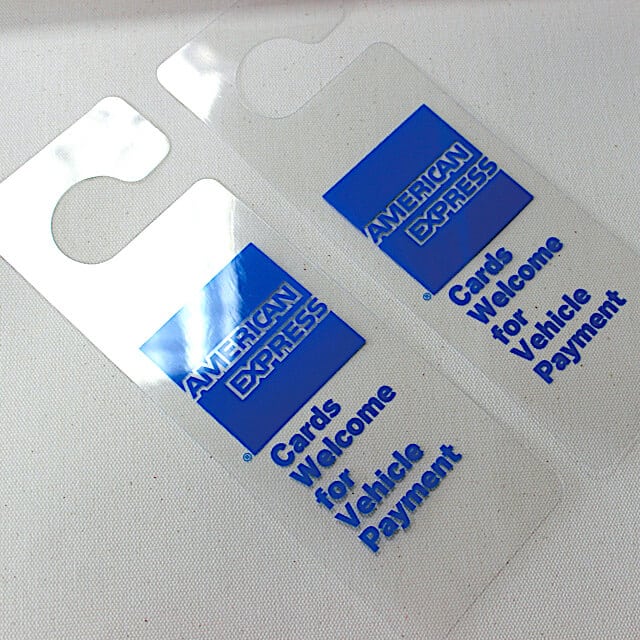 AMERICAN
EXPRESS
®
Cards
Welcome
for
Vehicle
Payment
AMERICAN
EXPRESS
®
Cards
Welcome
for
Vehicle
Payment